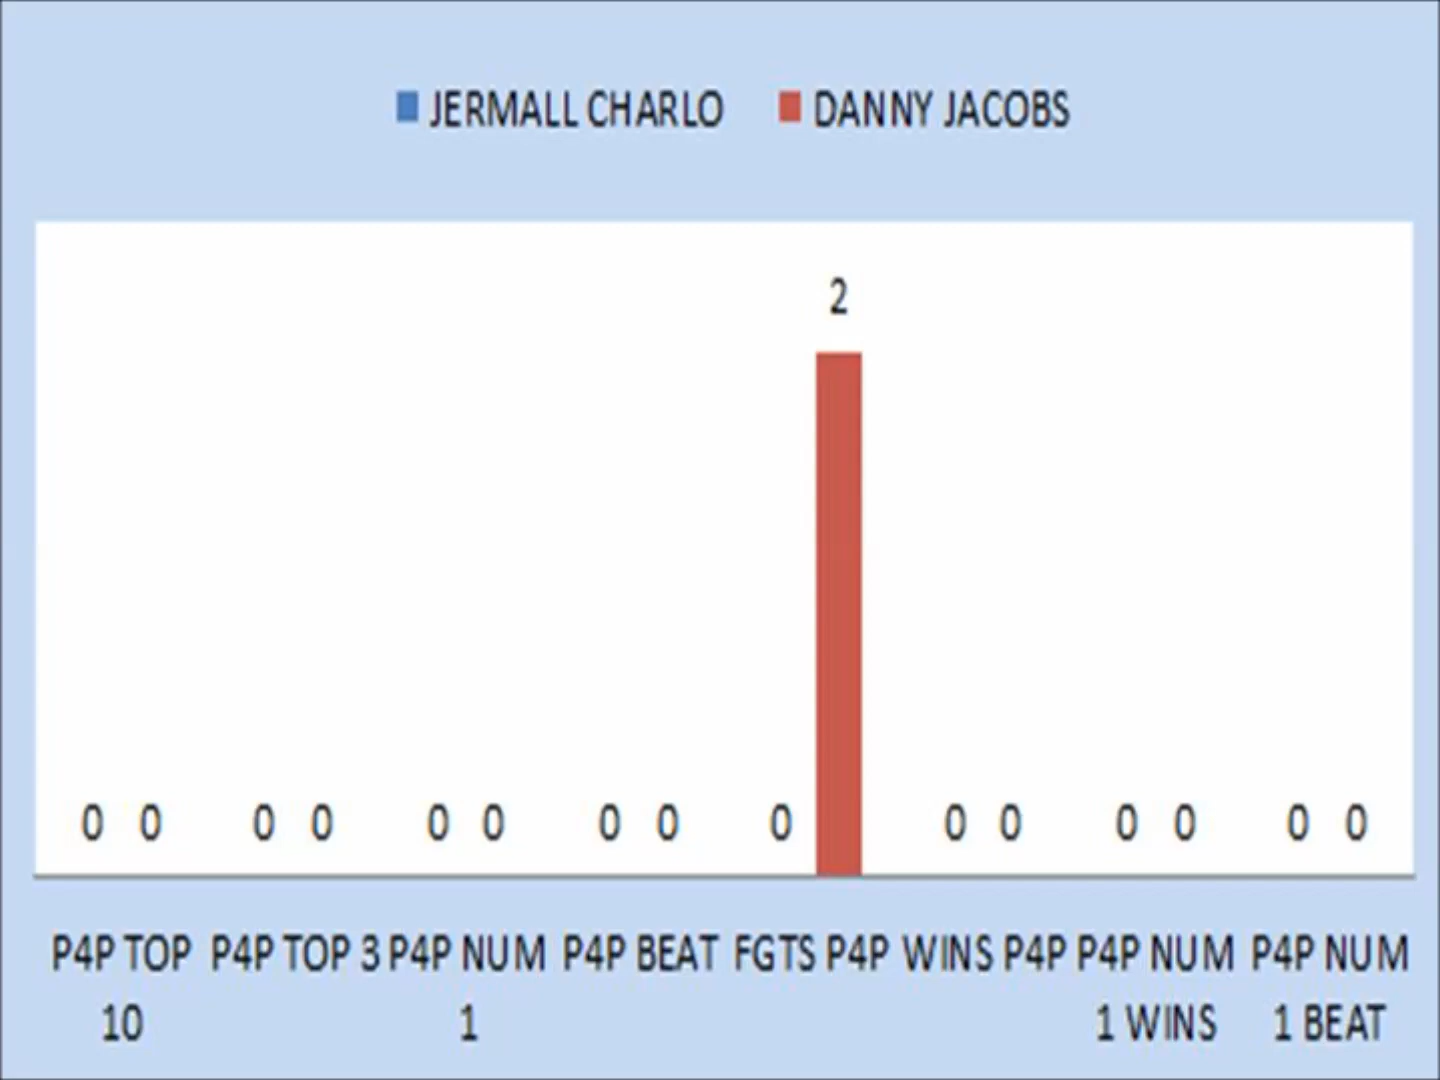 JERMALL CHARLO DANNY JACOBS
2
0 0 0 0 0 0 0 0 0 0 0 0 0 0 0
P4P TOP 10
P4P TOP 3
P4P NUM 1
P4P BEAT
FGTS P4P
WINS P4P
P4P NUM 1 WINS
P4P NUM 1 BEAT